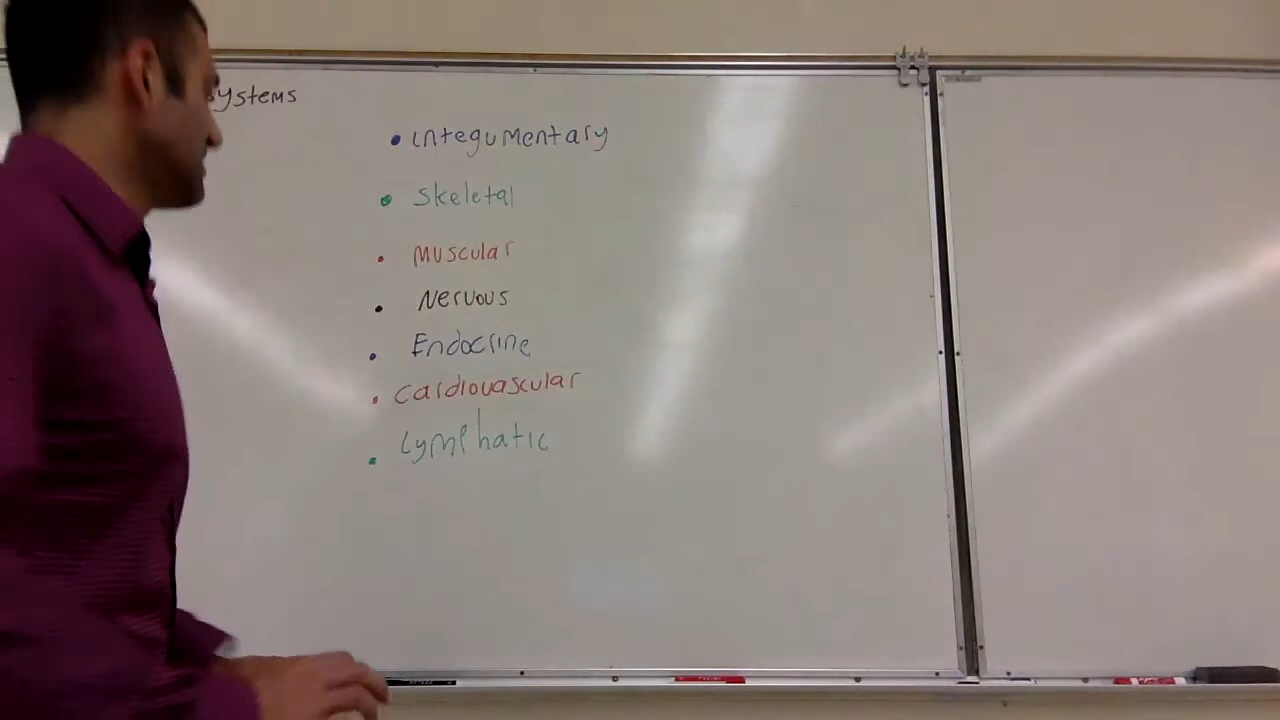 ystems
• integumentary
• Skeletal
• Muscular
• Nervous
• Endocrine
• Cardiovascular
• Lymphatic